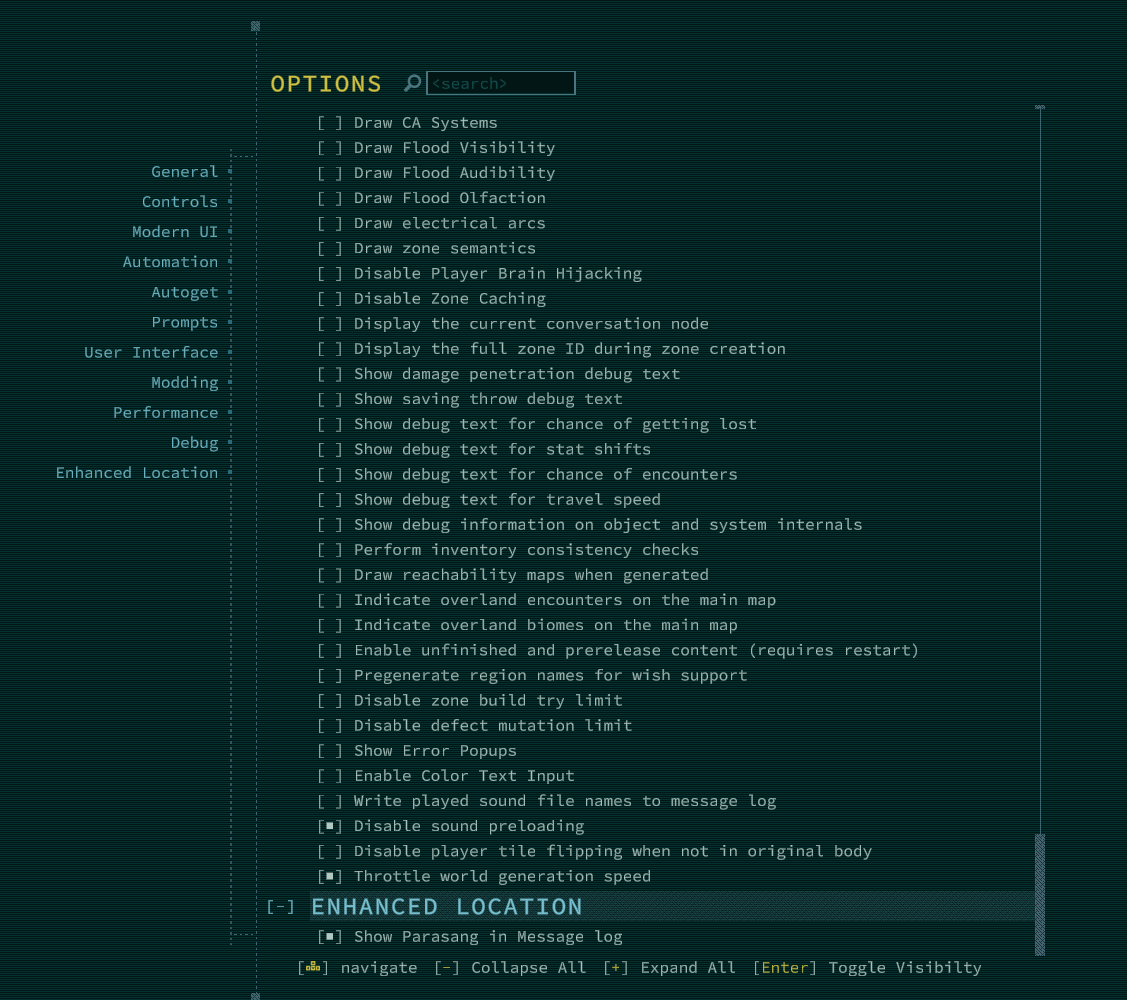 OPTIONS <search>
General
Controls
Modern UI
Automation
Autoget
Prompts
User Interface
Modding
Performance
Debug
Enhanced Location
[ ] Draw CA Systems
[ ] Draw Flood Visibility
[ ] Draw Flood Audibility
[ ] Draw Flood Olfaction
[ ] Draw electrical arcs
[ ] Draw zone semantics
[ ] Disable Player Brain Hijacking
[ ] Disable Zone Caching
[ ] Display the current conversation node
[ ] Display the full zone ID during zone creation
[ ] Show damage penetration debug text
[ ] Show saving throw debug text
[ ] Show debug text for chance of getting lost
[ ] Show debug text for stat shifts
[ ] Show debug text for chance of encounters
[ ] Show debug text for travel speed
[ ] Show debug information on object and system internals
[ ] Perform inventory consistency checks
[ ] Draw reachability maps when generated
[ ] Indicate overland encounters on the main map
[ ] Indicate overland biomes on the main map
[ ] Enable unfinished and prerelease content (requires restart)
[ ] Pregenerate region names for wish support
[ ] Disable zone build try limit
[ ] Disable defect mutation limit
[ ] Show Error Popups
[ ] Enable Color Text Input
[ ] Write played sound file names to message log
[■] Disable sound preloading
[ ] Disable player tile flipping when not in original body
[■] Throttle world generation speed
[-] ENHANCED LOCATION
[■] Show Parasang in Message log
[] navigate [-] Collapse All [+] Expand All [Enter] Toggle Visibilty